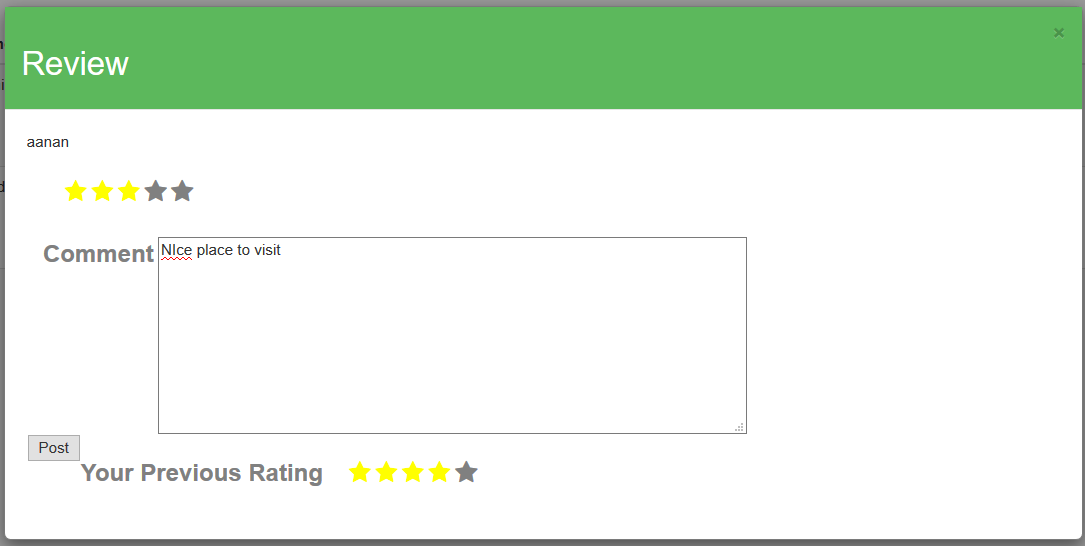 ×
Review
aanan
Comment
NIce place to visit
Post
Your Previous Rating